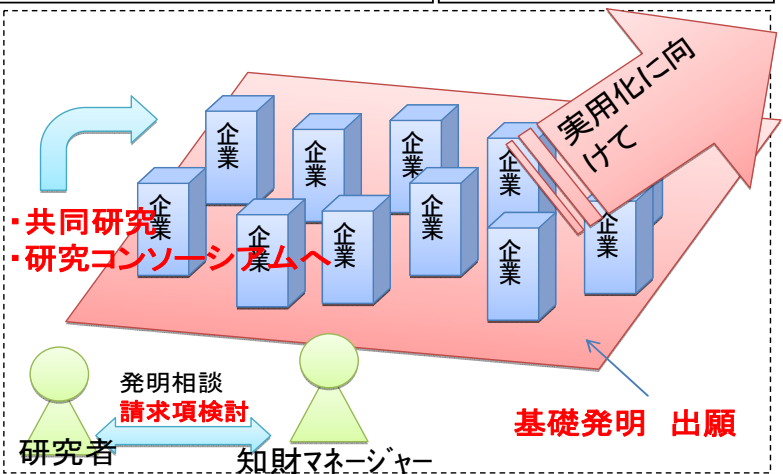 実用化に向
けて
企業
企業
企業
企業
企業
企業
企業
企業
企業
企業
企業
・共同研究
・研究コンソーシアムへ
発明相談
請求項検討
基礎発明 出願
研究者
知財マネージャー